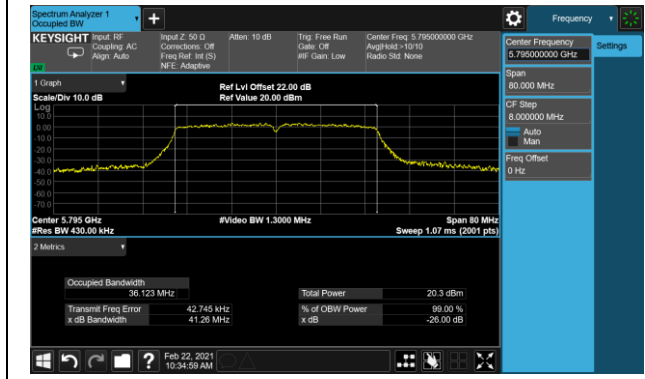 Spectrum Analyzer 1
Occupied BW
Frequency
KEYSIGHT
Input: RF
Coupling: AC
Align: Auto
Input Z: 50 Ω
Corrections: Off
Freq Ref: Int (S)
NFE: Adaptive
Atten: 10 dB
Trig: Free Run
Gate: Off
#IF Gain: Low
Center Freq: 5.795000000 GHz
Avg|Hold:>10/10
Radio Std: None
Center Frequency
5.795000000 GHz
Settings
Span
80.000 MHz
CF Step
8.000000 MHz
Auto
Man
Freq Offset
0 Hz
1 Graph
Scale/Div 10.0 dB
Ref Lvl Offset 22.00 dB
Ref Value 20.00 dBm
Log
10.0
0.00
-10.0
-20.0
-30.0
-40.0
-50.0
-60.0
-70.0
Center 5.795 GHz
#Res BW 430.00 kHz
#Video BW 1.3000 MHz
Span 80 MHz
Sweep 1.07 ms (2001 pts)
2 Metrics
Occupied Bandwidth
36.123 MHz
Total Power 20.3 dBm
Transmit Freq Error 42.745 kHz
% of OBW Power 99.00 %
x dB Bandwidth 41.26 MHz
x dB -26.00 dB
?
Feb 22, 2021
10:34:59 AM